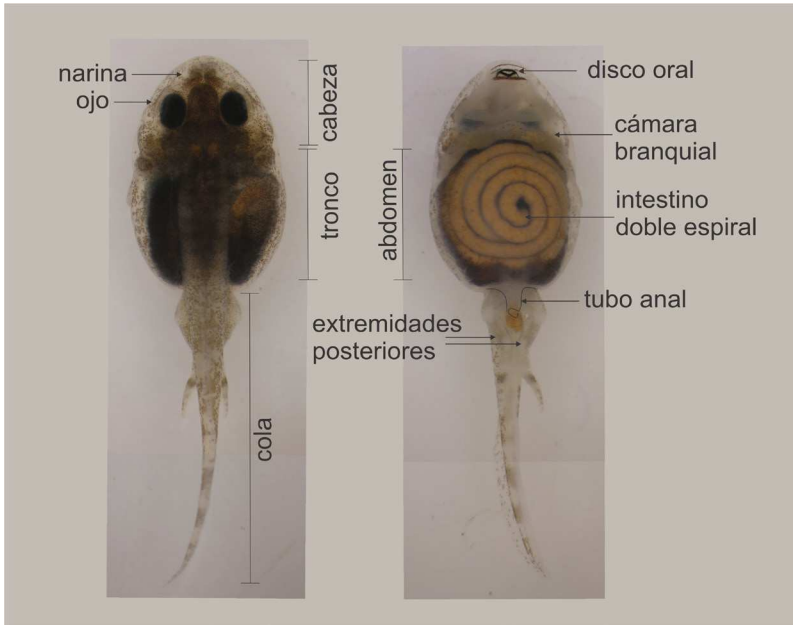 narina
ojo
cabeza
tronco
cola
disco oral
cámara
branquial
abdomen
intestino
doble espiral
tubo anal
extremidades
posteriores